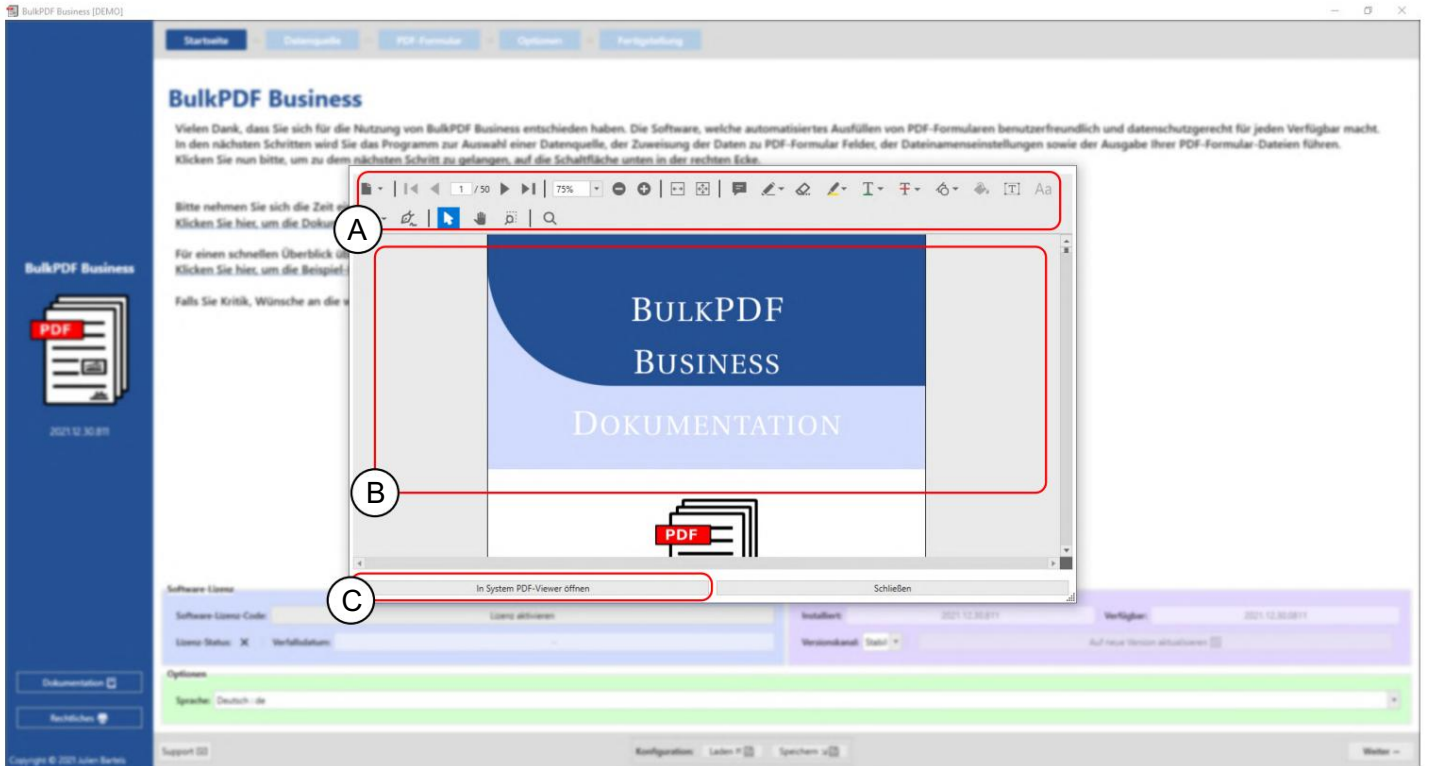 BulkPDF Business [DEMO]
Startseite
Datenquelle
PDF-Formular
Optionen
Fertigstellung
BulkPDF Business
Vielen Dank, dass Sie sich für die Nutzung von BulkPDF Business entschieden haben. Die Software, welche automatisiertes Ausfüllen von PDF-Formularen benutzerfreundlich und datenschutzgerecht für jeden Verfügbar macht.
In den nächsten Schritten wird Sie das Programm zur Auswahl einer Datenquelle, der Zuweisung der Daten zu PDF-Formular Felder, der Dateinamenseinstellungen sowie der Ausgabe Ihrer PDF-Formular-Dateien führen.
Klicken Sie nun bitte, um zu dem nächsten Schritt zu gelangen, auf die Schaltfläche unten in der rechten Ecke.
Bitte nehmen Sie sich die Zeit
Klicken Sie hier, um die
Für einen schnellen Überblick
Klicken Sie hier, um die Beispiel-
Falls Sie Kritik, Wünsche an die
BulkPDF Business
PDF
2021.12.30.811
1 / 50
75%
T
T
[T]
Aa
A
BULKPDF
BUSINESS
DOKUMENTATION
B
PDF
In System PDF-Viewer öffnen
Schließen
C
Software-Lizenz
Software-Lizenz-Code:
Lizenz aktivieren
Lizenz-Status:
Verfallsdatum:
-
Installiert:
2021.12.30.811
Verfügbar:
2021.12.30.0811
Versionskanal:
Stabil
Auf neue Version aktualisieren
Optionen
Sprache:
Deutsch : de
Dokumentation
Rechtliches
Copyright © 2021 Julien Bartels
Support
Konfiguration:
Laden
Speichern
Weiter